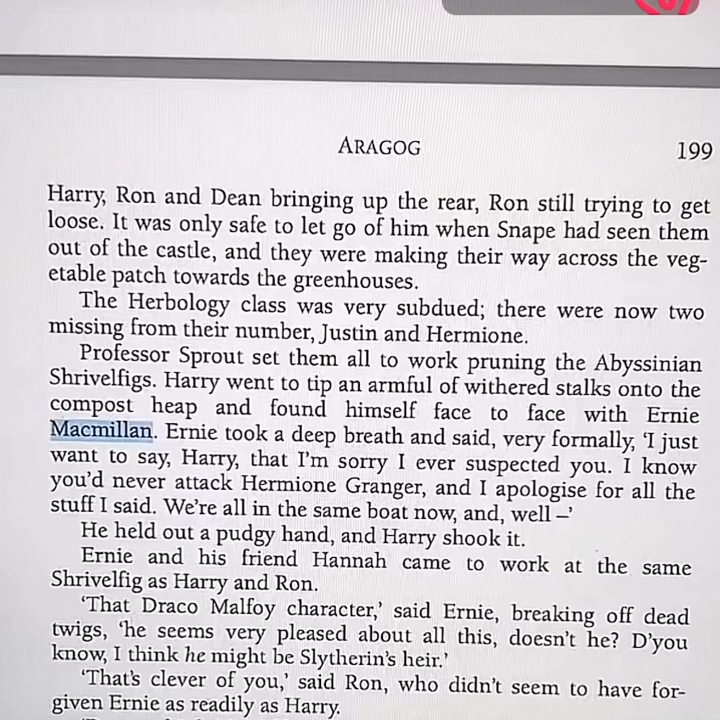 ARAGOG 199
Harry, Ron and Dean bringing up the rear, Ron still trying to get
loose. It was only safe to let go of him when Snape had seen them
out of the castle, and they were making their way across the veg-
etable patch towards the greenhouses.
The Herbology class was very subdued; there were now two
missing from their number, Justin and Hermione.
Professor Sprout set them all to work pruning the Abyssinian
Shrivelfigs. Harry went to tip an armful of withered stalks onto the
compost heap and found himself face to face with Ernie
Macmillan. Ernie took a deep breath and said, very formally, ‘I just
want to say, Harry, that I’m sorry I ever suspected you. I know
you’d never attack Hermione Granger, and I apologise for all the
stuff I said. We’re all in the same boat now, and, well –’
He held out a pudgy hand, and Harry shook it.
Ernie and his friend Hannah came to work at the same
Shrivelfig as Harry and Ron.
‘That Draco Malfoy character,’ said Ernie, breaking off dead
twigs, ‘he seems very pleased about all this, doesn’t he? D’you
know, I think he might be Slytherin’s heir.’
‘That’s clever of you,’ said Ron, who didn’t seem to have for-
given Ernie as readily as Harry.